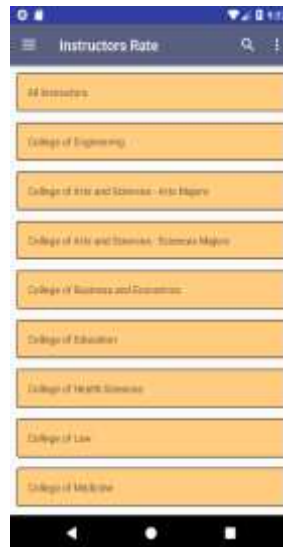 Instructors Rate
All Instructors
College of Engineering
College of Arts and Sciences - Arts Majors
College of Arts and Sciences - Sciences Majors
College of Business and Economics
College of Education
College of Health Sciences
College of Law
College of Medicine